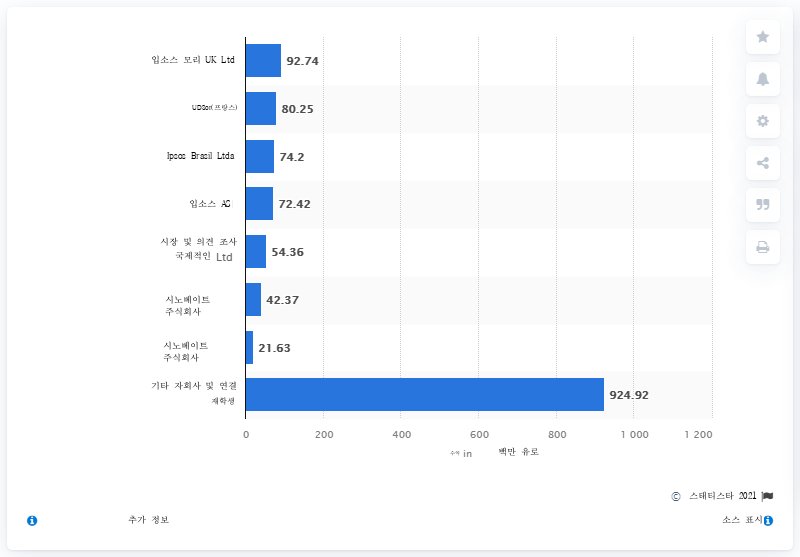 입소스 모리 UK Ltd
92.74
80.25
Ipsos Brasil Ltda
74.2
입소스
72.42
시장 및 의견 조사
국제적인 Ltd
54.36
시노베이트
주식회사
42.37
시노베이트
주식회사
21.63
기타 자회사 및 연결
재학생
924.92
0 200 400 600 800 1 000 1 200
수익 in 백만 유로
© 스태티스타 2021
추가 정보
소스 표시